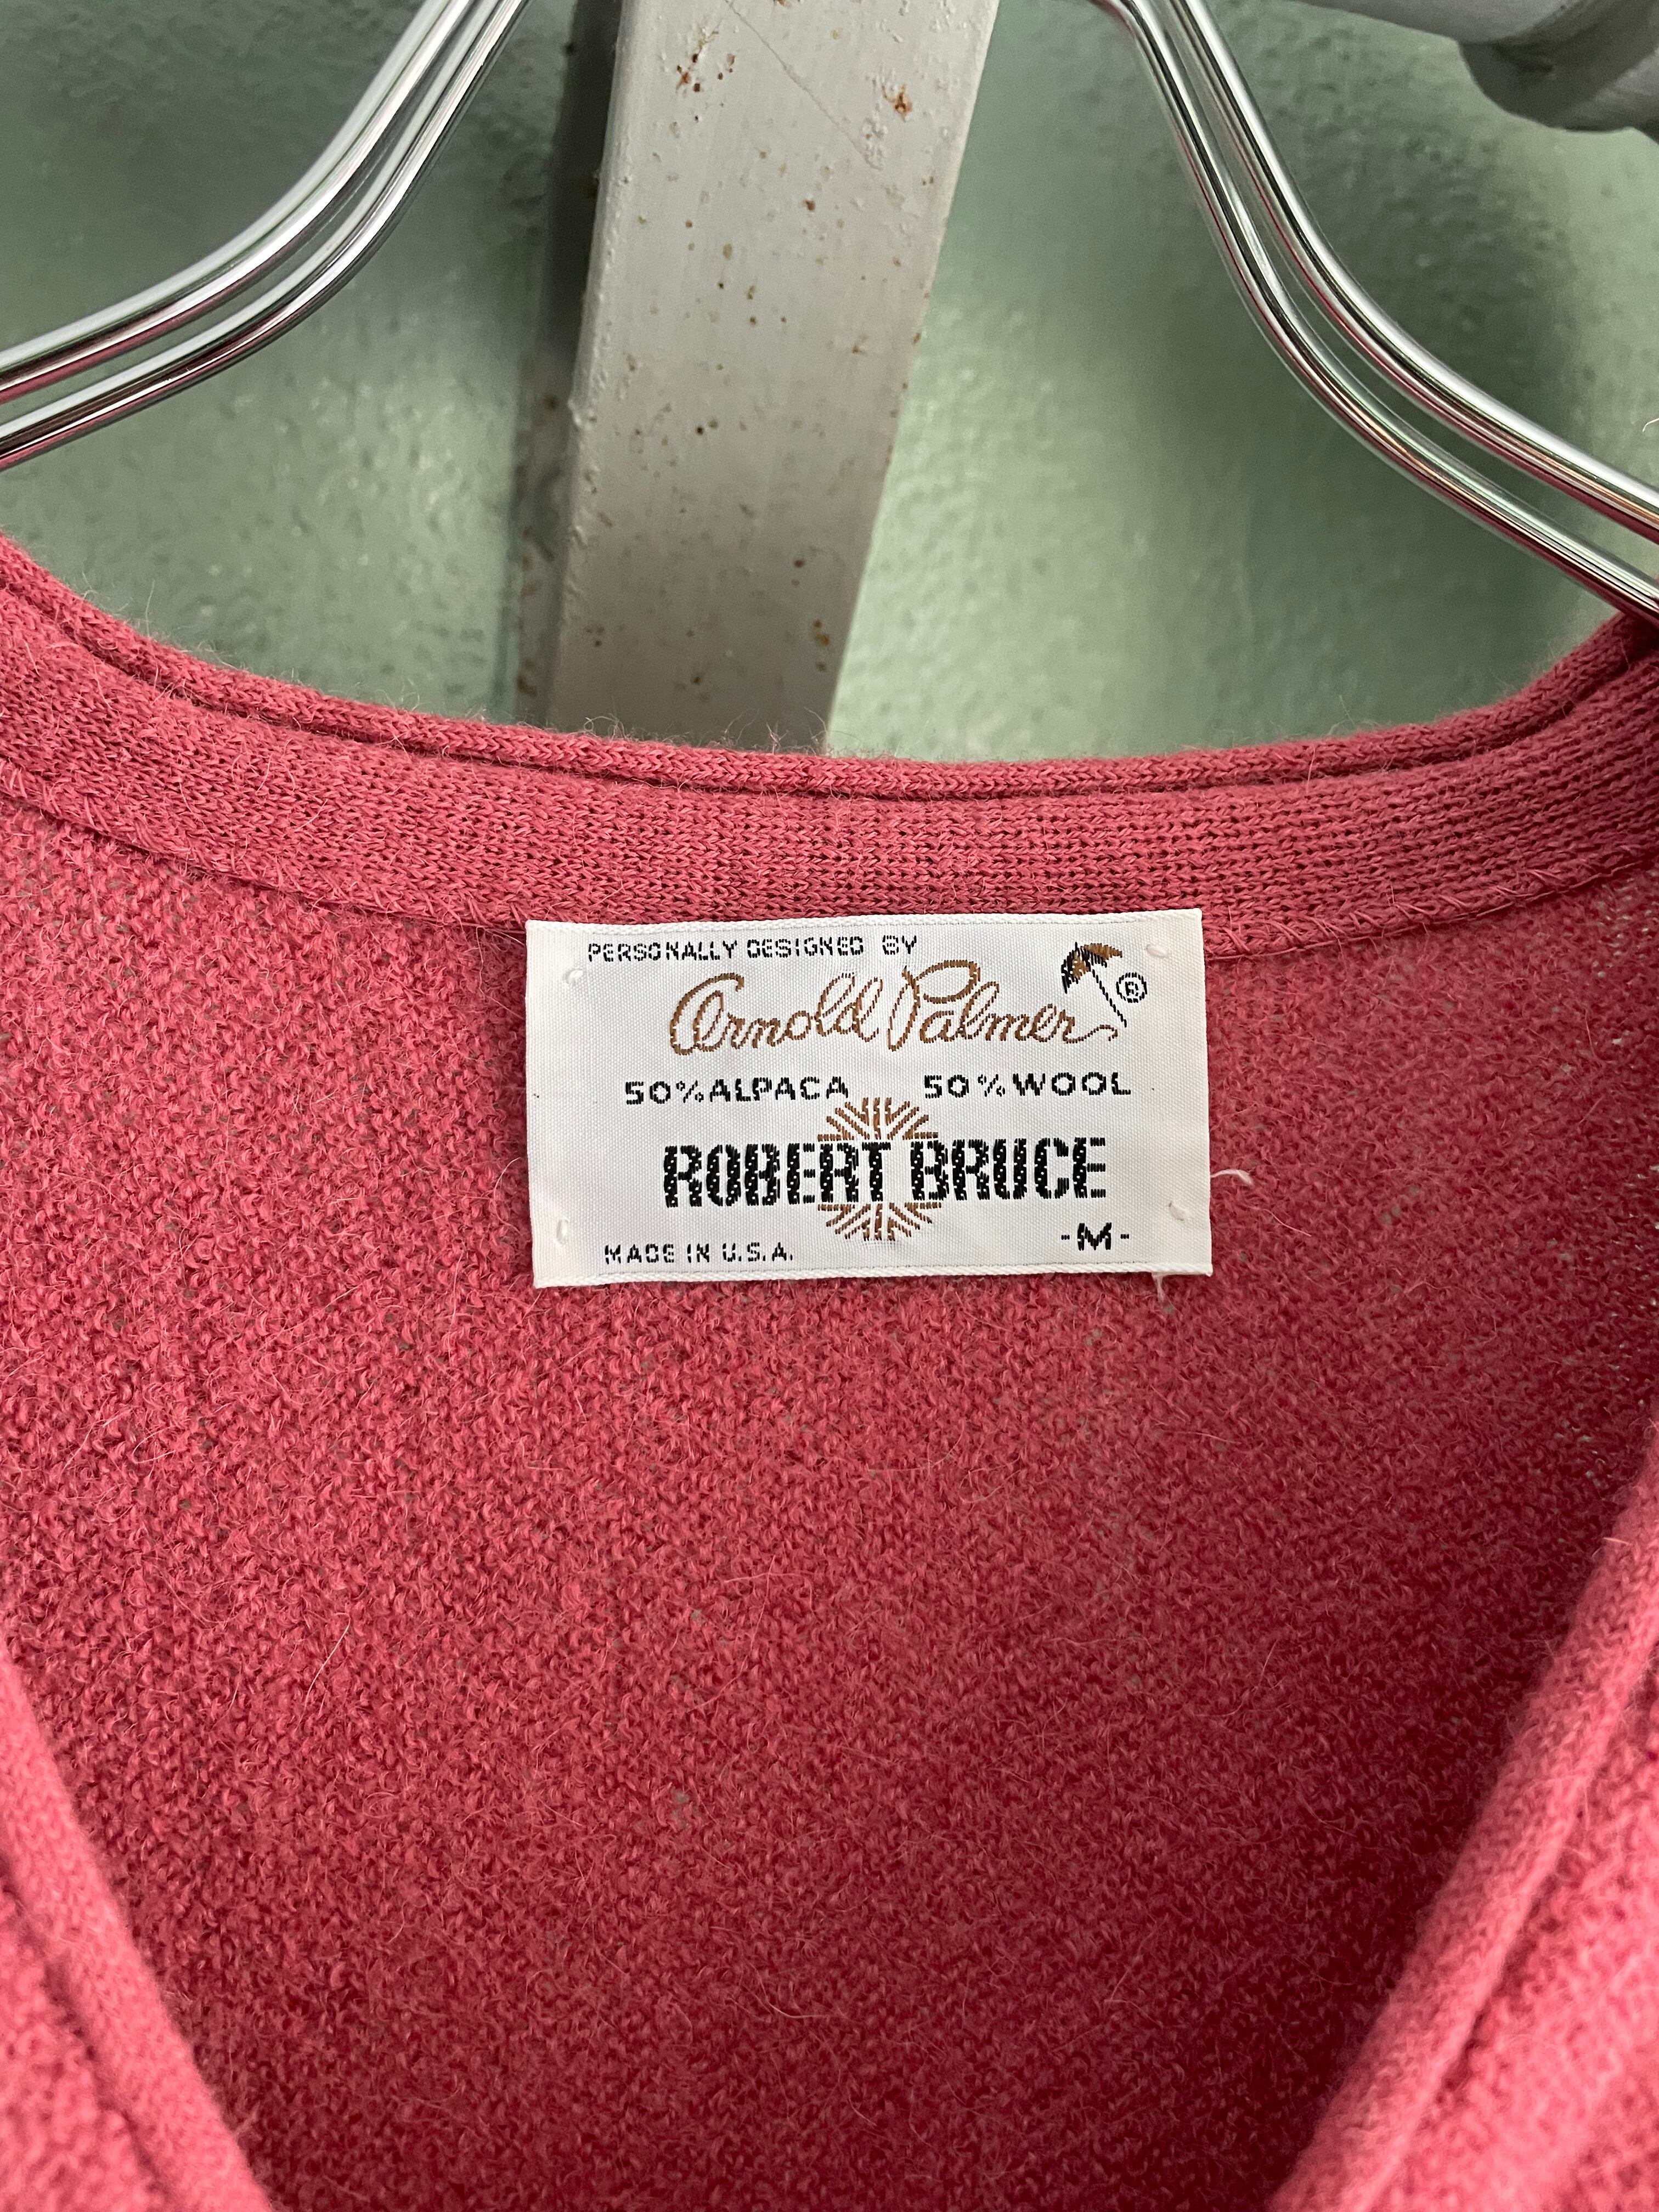 PERSONALLY DESIGNED BY
Arnold Palmer ®
50% ALPACA 50% WOOL
ROBERT BRUCE
-M-
MADE IN U.S.A.